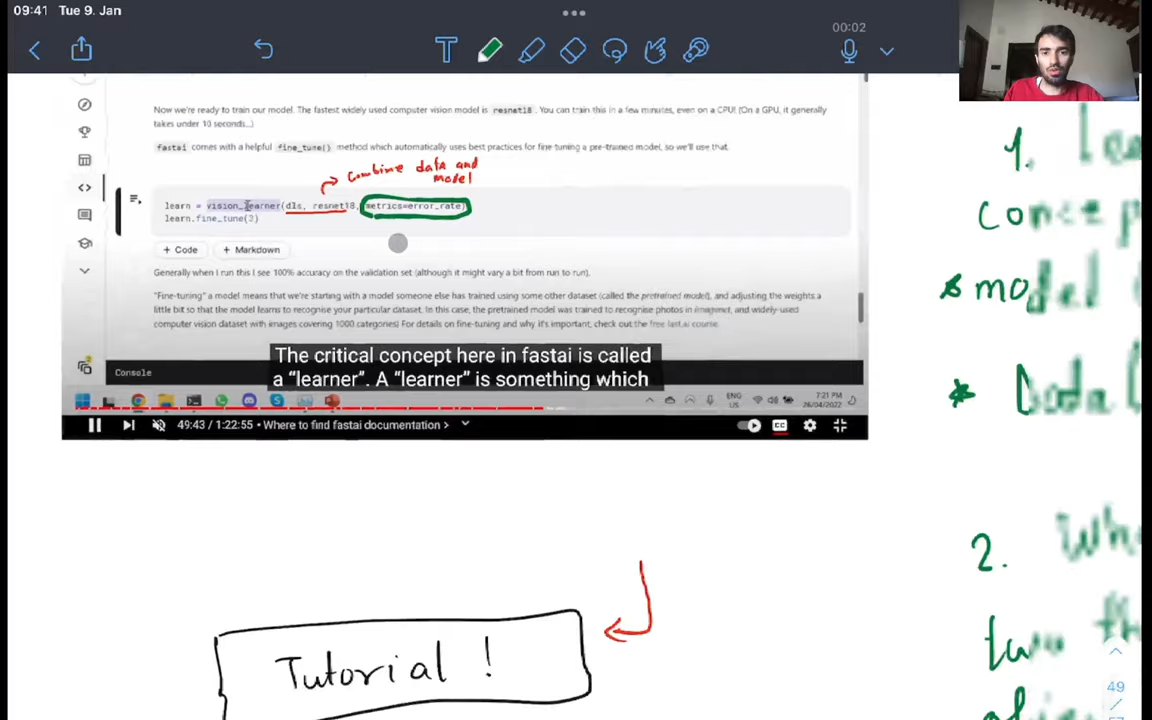 09:41 Tue 9. Jan
00:02
Now we're ready to train our model. The fastest widely used computer vision model is resnet18. You can train this in a few minutes, even on a CPU! (On a GPU, it generally
takes under 10 seconds...)
fastai comes with a helpful fine_tune() method which automatically uses best practices for fine tuning a pre-trained model, so we'll use that.
Combine data and
model
learn = vision_learner(dls, resnet18, metrics=error_rate)
learn.fine_tune(3)
+ Code + Markdown
Generally when I run this I see 100% accuracy on the validation set (although it might vary a bit from run to run).
"Fine-tuning" a model means that we're starting with a model someone else has trained using some other dataset (called the pretrained model), and adjusting the weights a
little bit so that the model learns to recognise your particular dataset. In this case, the pretrained model was trained to recognise photos in imagenet, and widely-used
computer vision dataset with images covering 1000 categories) For details on fine-tuning and why it's important, check out the free fast.ai course.
The critical concept here in fastai is called
a "learner". A "learner" is something which
Console
ENG
US
7:21 PM
26/04/2022
49:43 / 1:22:55 • Where to find fastai documentation >
CC
Tutorial !
1.
conce
model
2.
49